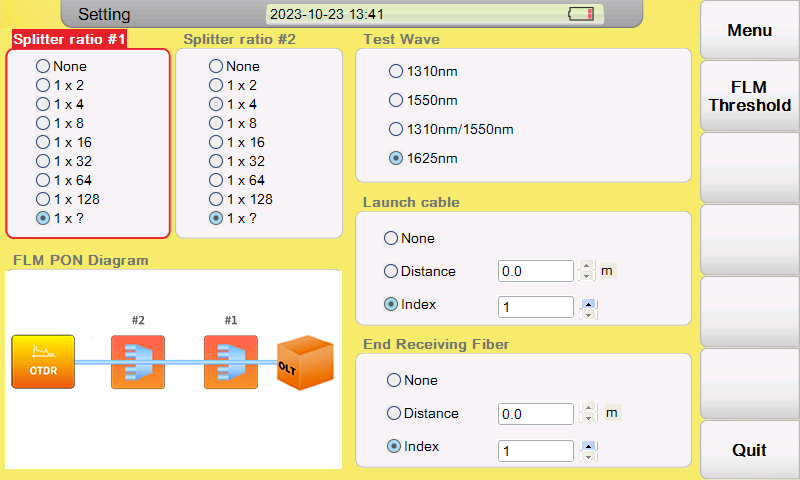 Setting
2023-10-23 13:41
Menu
FLM
Threshold
Quit
Splitter ratio #1
None
1 x 2
1 x 4
1 x 8
1 x 16
1 x 32
1 x 64
1 x 128
1 x ?
Splitter ratio #2
None
1 x 2
1 x 4
1 x 8
1 x 16
1 x 32
1 x 64
1 x 128
1 x ?
Test Wave
1310nm
1550nm
1310nm/1550nm
1625nm
Launch cable
None
Distance 0.0 m
Index 1
End Receiving Fiber
None
Distance 0.0 m
Index 1
FLM PON Diagram
#2 #1
OTDR OLT